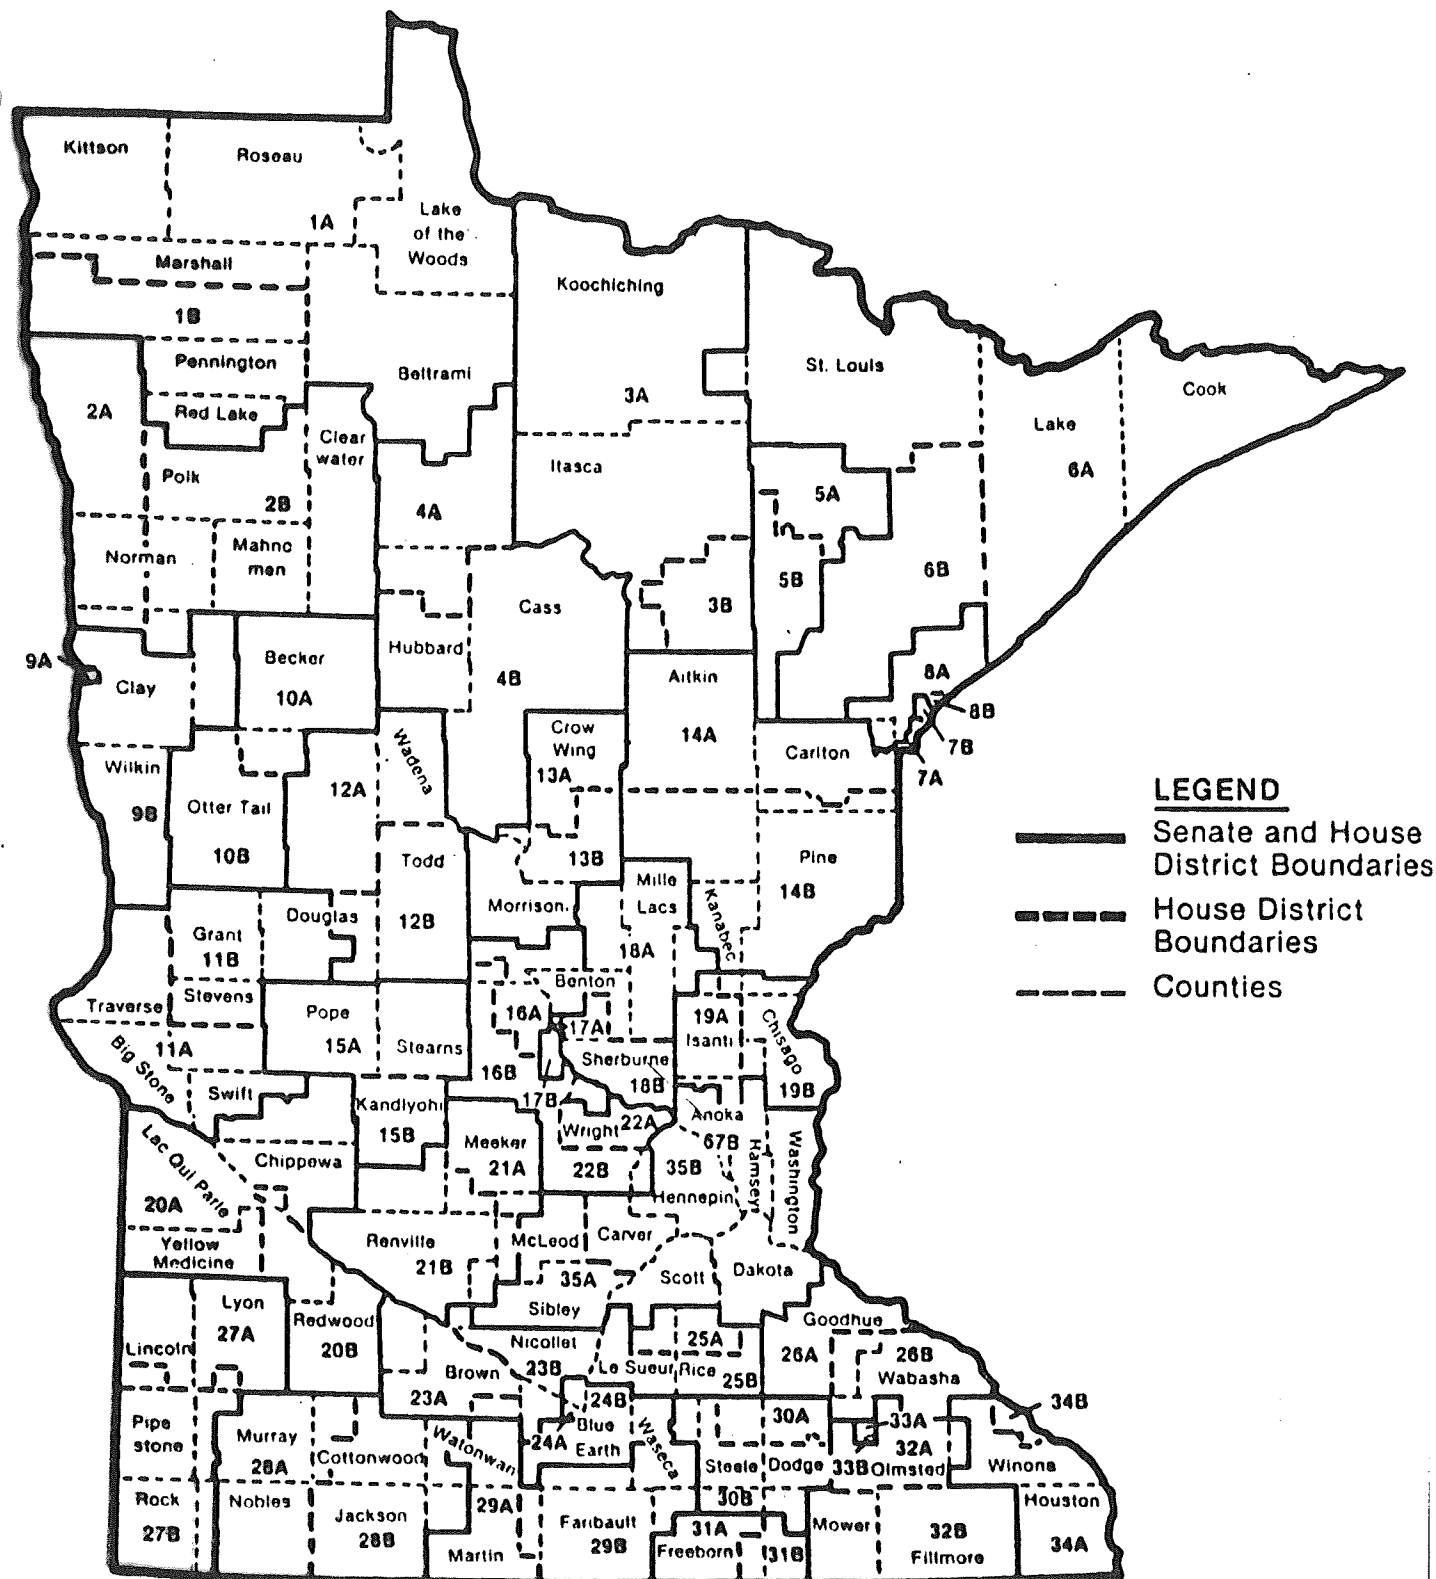 Kittson
Roseau
1A
Lake
of the
Woods
Marshall
Koochiching
1B
Pennington
Beltrami
St. Louis
Cook
3A
2A
Red Lake
Lake
Clear
water
Itasca
6A
Polk
2B
5A
4A
Norman
Mahno
men
6B
5B
Cass
3B
Hubbard
9A
Becker
Aitkin
8A
Clay
10A
4B
8B
Crow
Wing
14A
7B
Carlton
Wadena
Wilkin
13A
7A
12A
LEGEND
Otter Tail
9B
Senate and House
District Boundaries
10B
Todd
13B
Pine
Mille
Lacs
14B
House District
Boundaries
Douglas
Morrison
Kanabec
12B
Grant
11B
18A
Counties
Benton
Stevens
Traverse
Pope
16A
17A
19A
Isanti
Chisago
15A
Stearns
11A
Sherburne
Big Stone
16B
18B
19B
Swift
Kandiyohi
17B
Anoka
22A
Wright
15B
Meeker
67B
Chippewa
21A
22B
35B
Ramsey
Washington
Lac Qui Parle
Hennepin
20A
Renville
McLeod
Carver
Yellow
Medicine
21B
35A
Scott
Dakota
Lyon
Sibley
Redwood
Goodhue
27A
Nicollet
25A
Lincoln
20B
23B
Le Sueur
Rice
26A
26B
Brown
Wabasha
25B
23A
24B
34B
Pipe
stone
Murray
Blue
Earth
30A
33A
24A
Watonwan
Waseca
32A
28A
Cottonwood
Steele
Dodge
33B
Olmsted
Winona
Rock
Nobles
30B
Houston
29A
Jackson
Faribault
31A
Mower
27B
28B
29B
32B
34A
Martin
Freeborn
31B
Fillmore